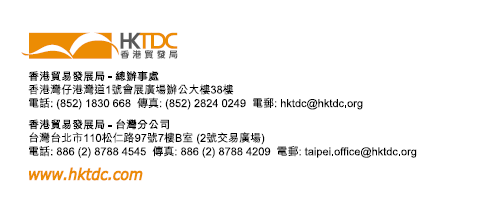 HKTDC
香港貿發局
香港貿易發展局 - 總辦事處
香港灣仔港灣道1號會展廣場辦公大樓38樓
電話: (852) 1830 668 傳真: (852) 2824 0249 電郵: hktdc@hktdc.org
香港貿易發展局 - 台灣分公司
台灣台北市110松仁路97號7樓B室 (2號交易廣場)
電話: 886 (2) 8788 4545 傳真: 886 (2) 8788 4209 電郵: taipei.office@hktdc.org
www.hktdc.com